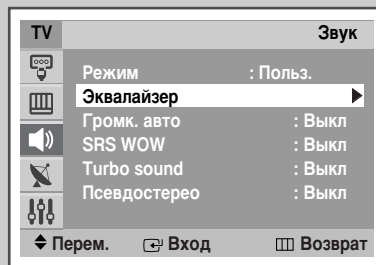 TV Звук
Режим : Польз.
Эквалайзер
Громк. авто : Выкл
SRS WOW : Выкл
Turbo sound : Выкл
Псевдостерео : Выкл
Перем. Вход Возврат